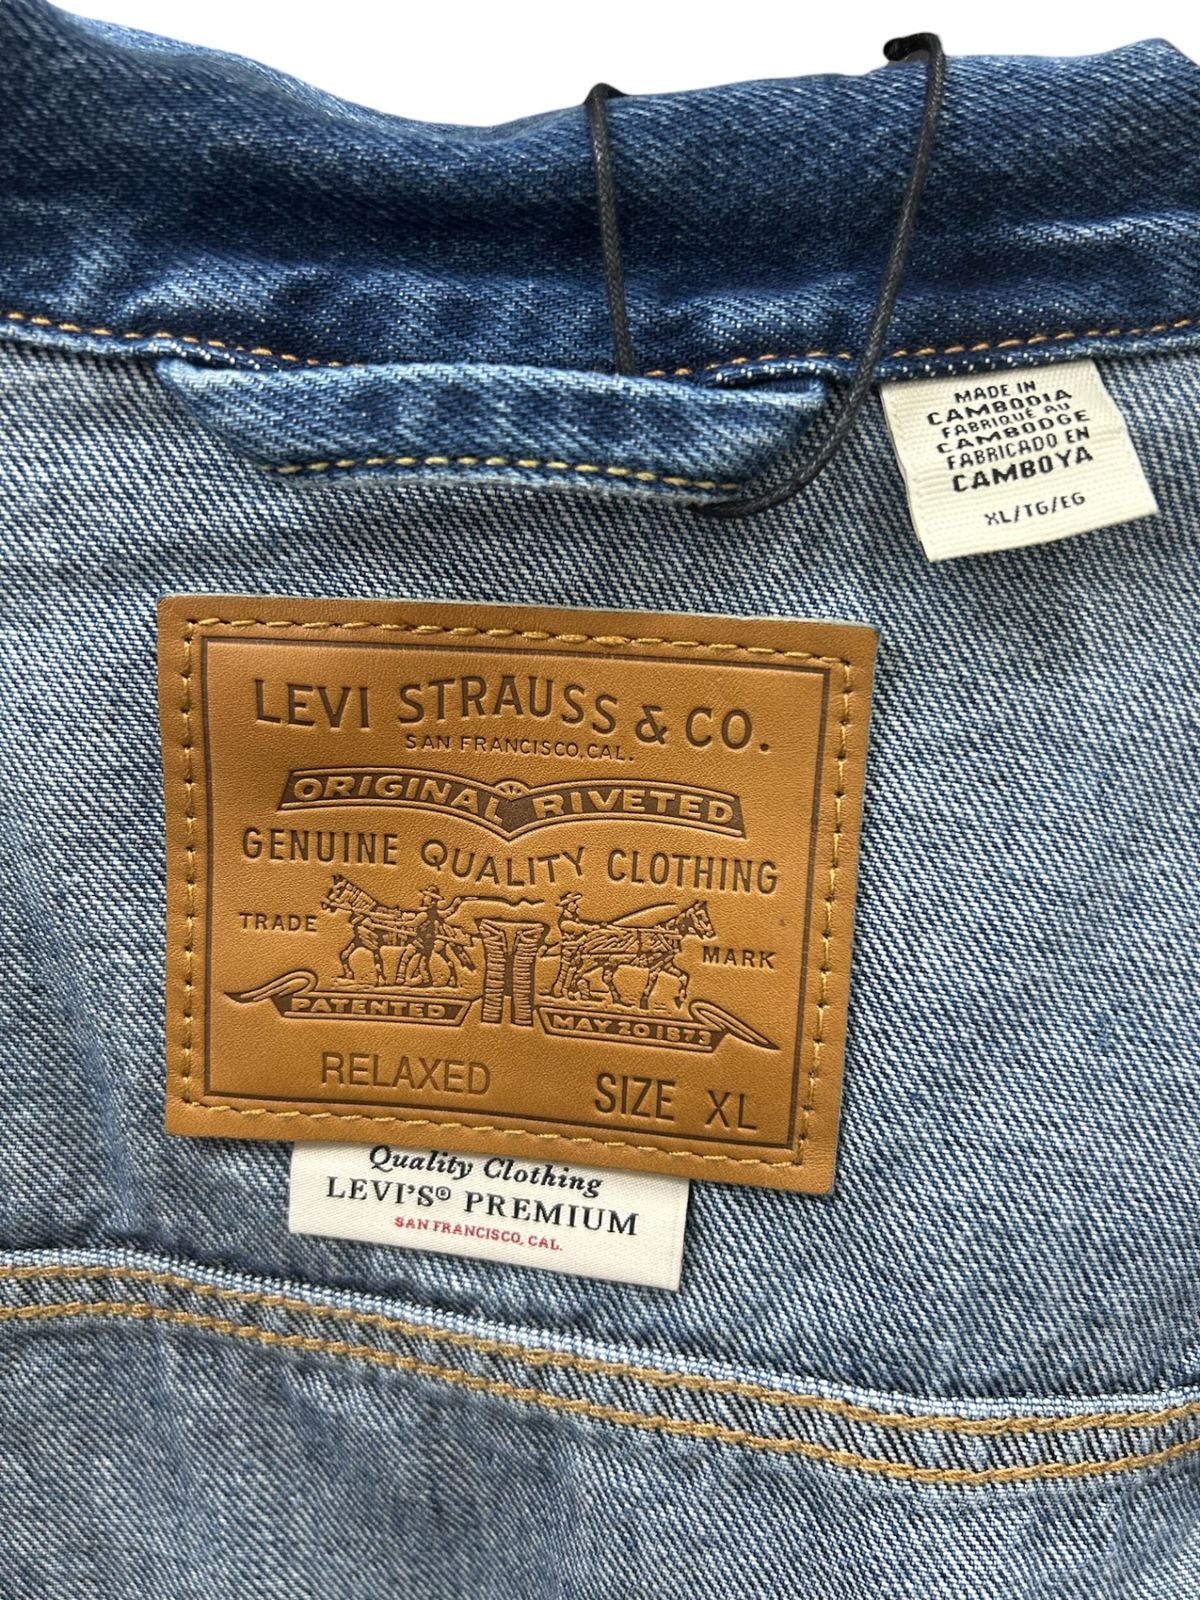 MADE IN
CAMBODIA
FABRIQUÉ AU
CAMBODGE
FABRICADO EN
CAMBOYA
XL/TG/EG
LEVI STRAUSS & CO.
SAN FRANCISCO, CAL.
ORIGINAL RIVETED
GENUINE QUALITY CLOTHING
TRADE MARK
PATENTED MAY 20 1873
RELAXED SIZE XL
Quality Clothing
LEVI'S® PREMIUM
SAN FRANCISCO, CAL.